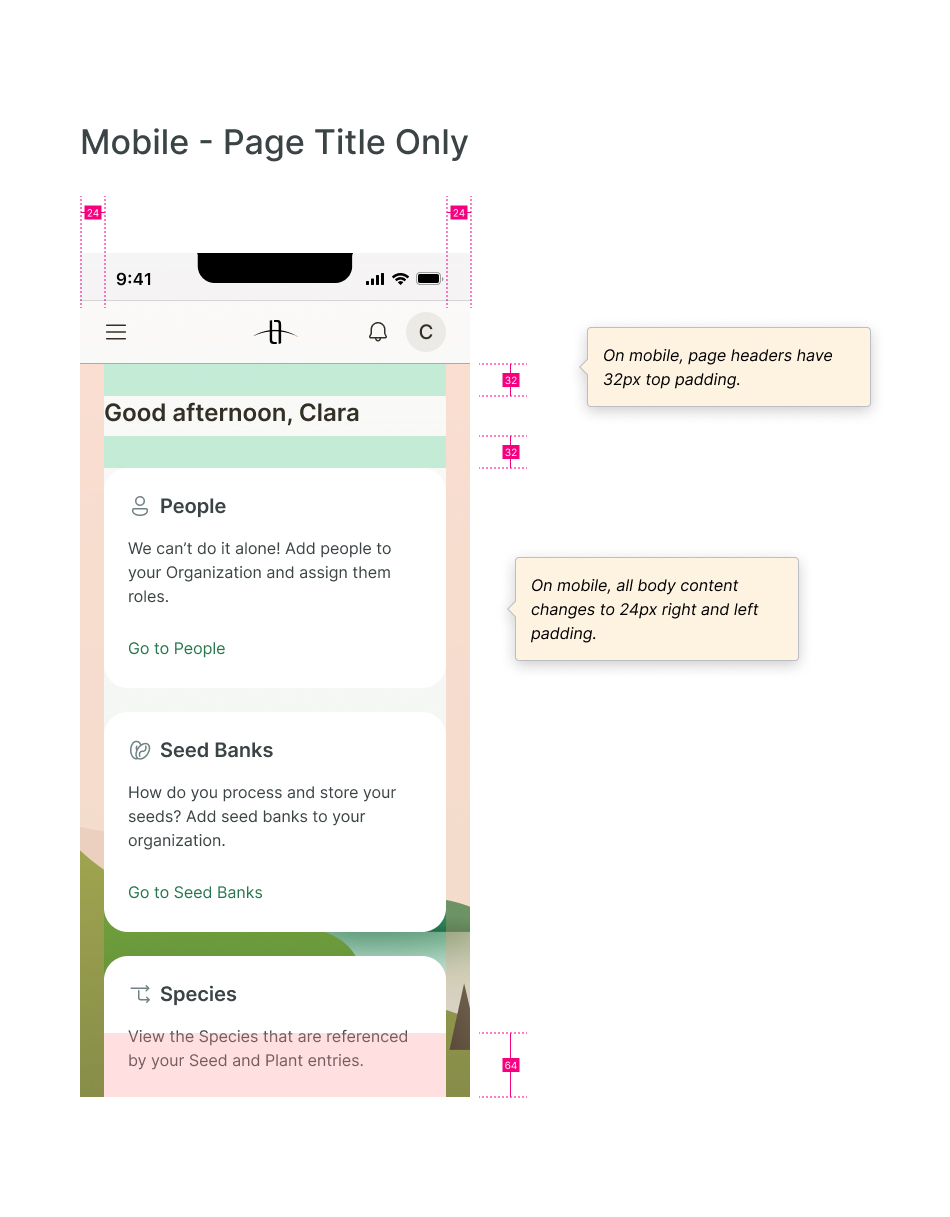 Mobile - Page Title Only
24
24
9:41
C
32
On mobile, page headers have
32px top padding.
Good afternoon, Clara
32
People
We can’t do it alone! Add people to
your Organization and assign them
roles.
Go to People
On mobile, all body content
changes to 24px right and left
padding.
Seed Banks
How do you process and store your
seeds? Add seed banks to your
organization.
Go to Seed Banks
Species
View the Species that are referenced
by your Seed and Plant entries.
64